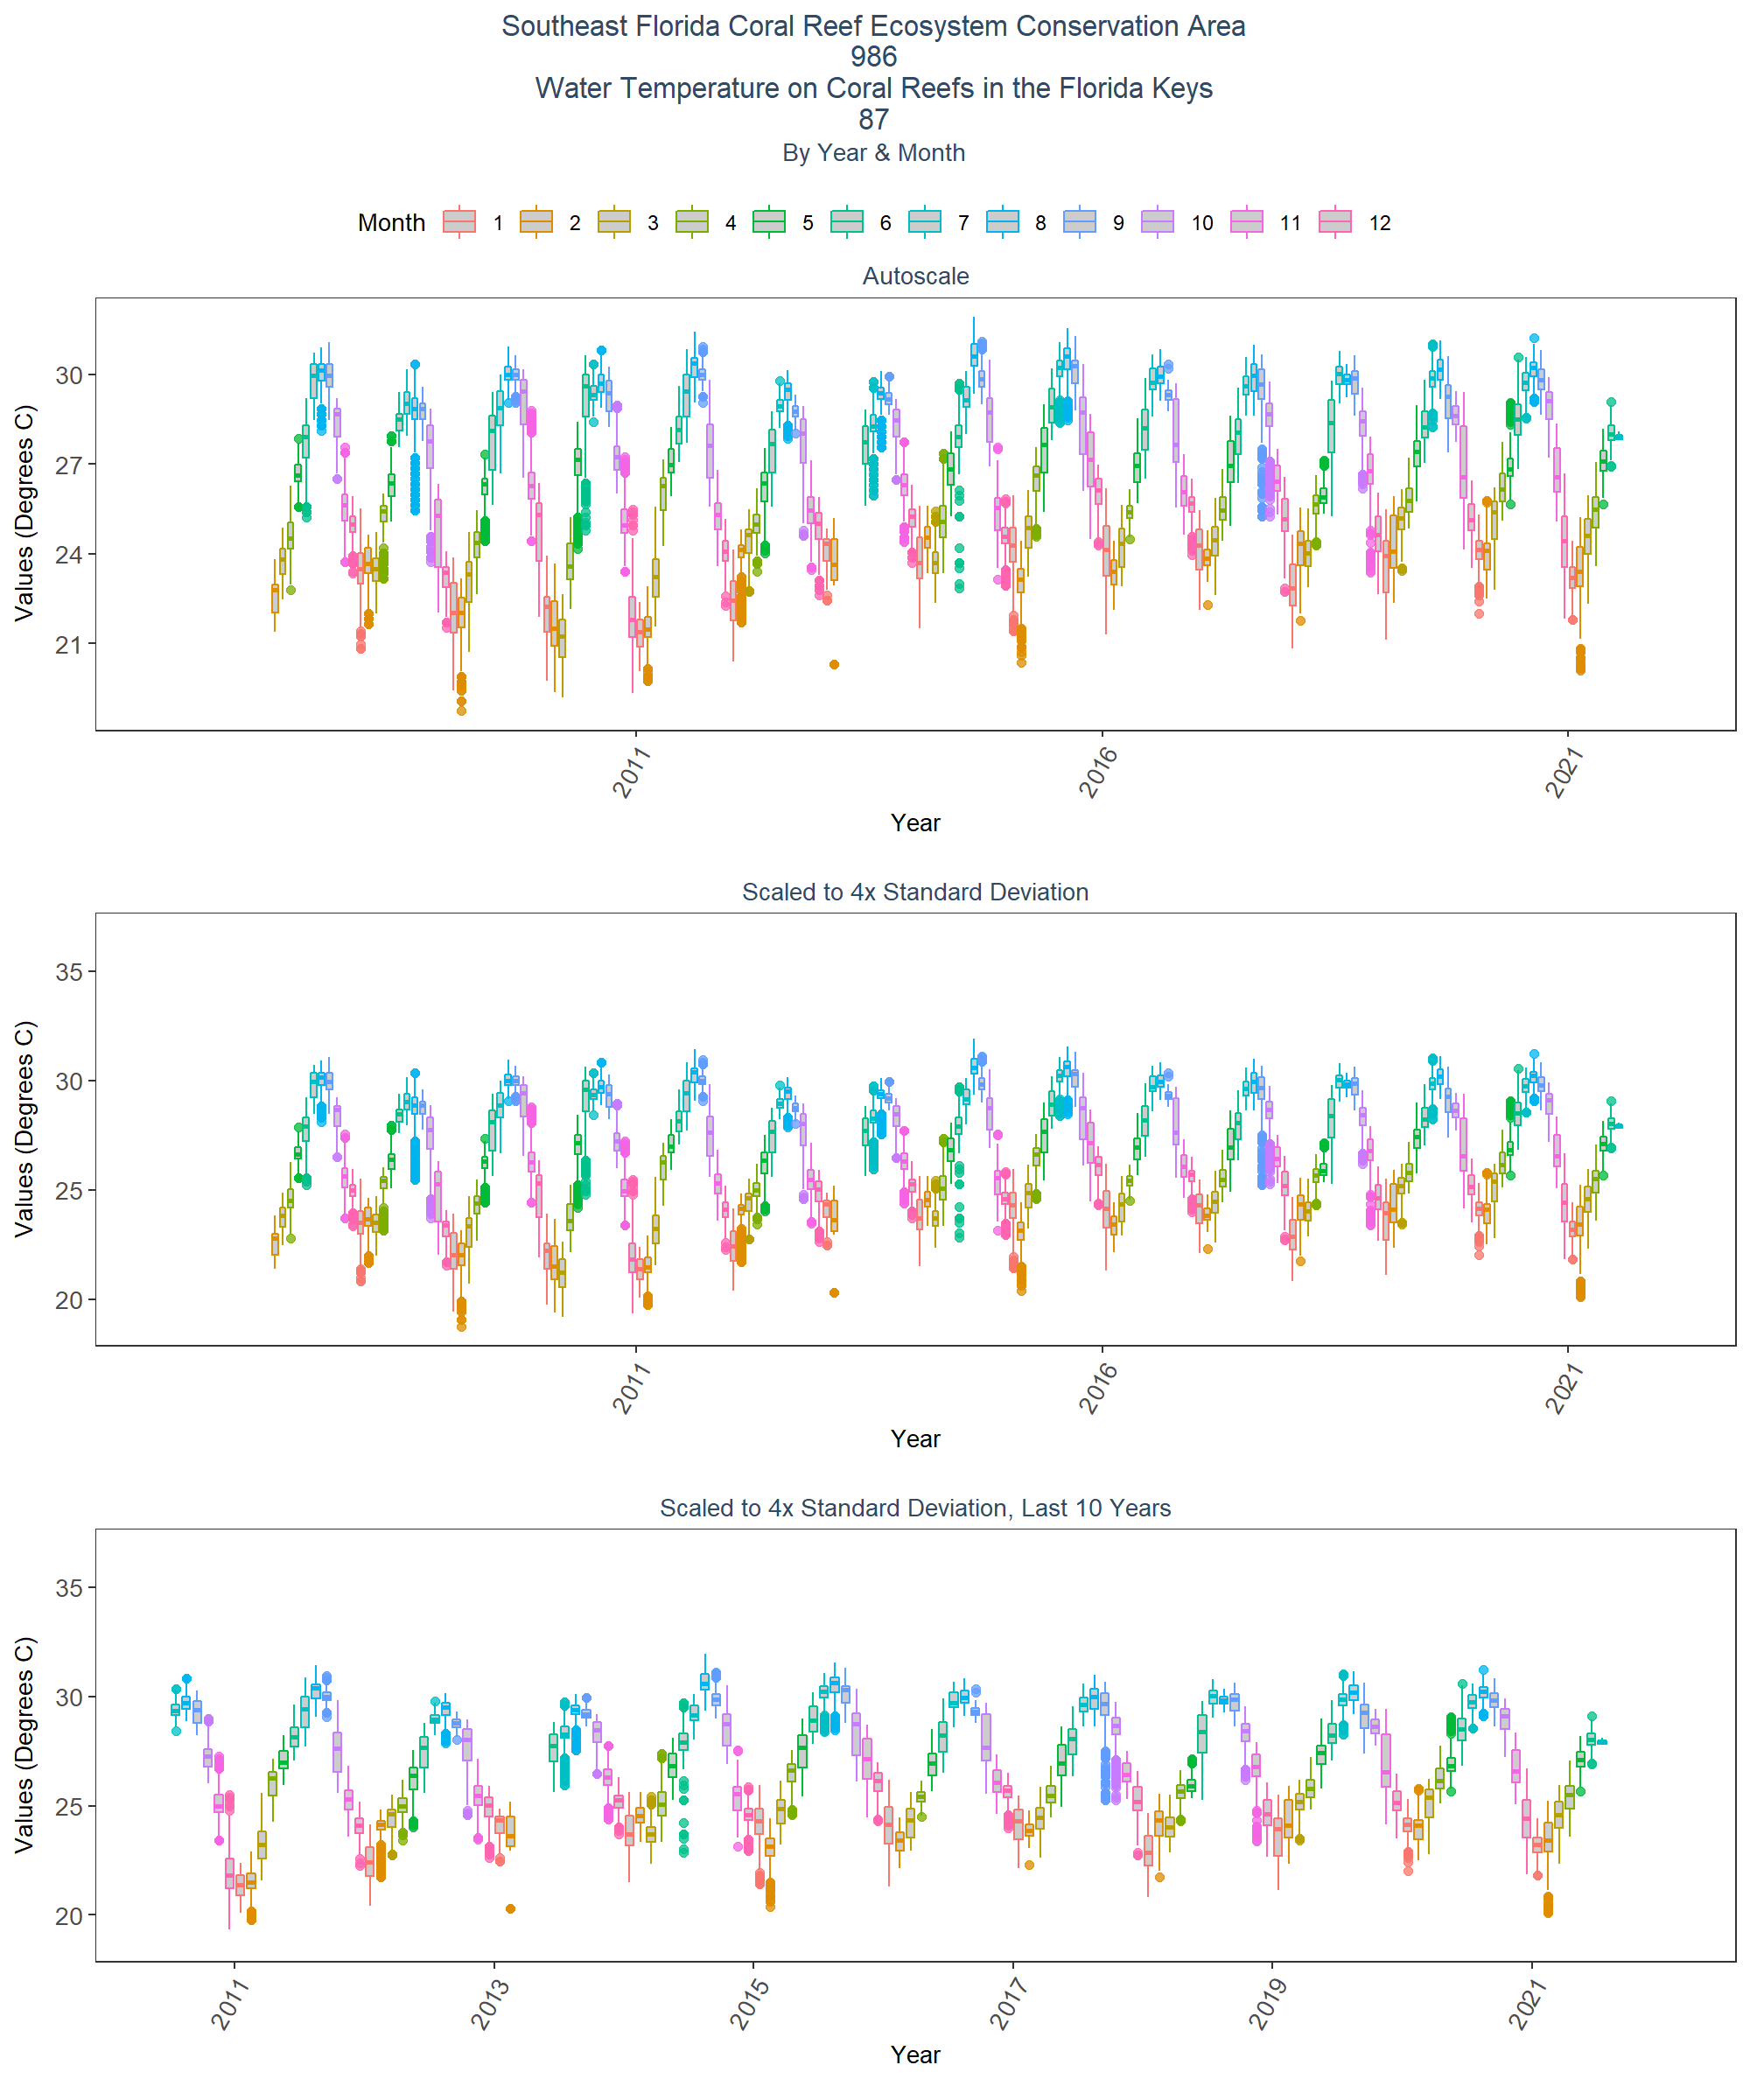 Southeast Florida Coral Reef Ecosystem Conservation Area
986
Water Temperature on Coral Reefs in the Florida Keys
87
By Year & Month
Month 1 2 3 4 5 6 7 8 9 10 11 12
Autoscale
Values (Degrees C)
30
27
24
21
2011 2016 2021
Year
Scaled to 4x Standard Deviation
Values (Degrees C)
35
30
25
20
2011 2016 2021
Year
Scaled to 4x Standard Deviation, Last 10 Years
Values (Degrees C)
35
30
25
20
2011 2013 2015 2017 2019 2021
Year